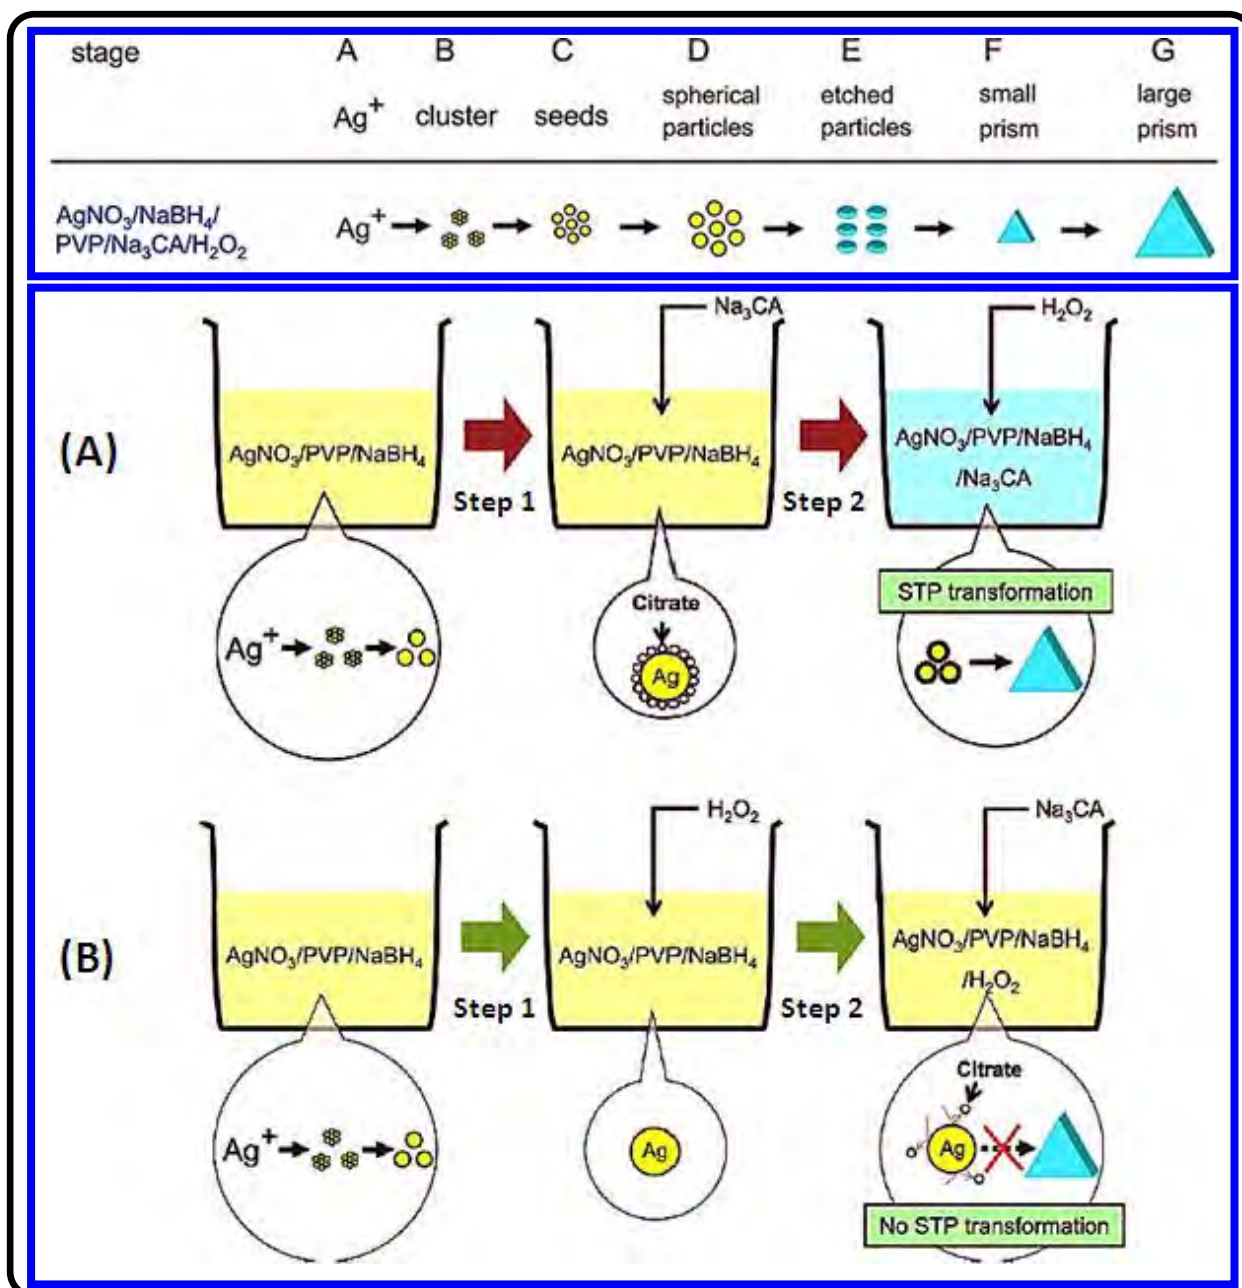 stage A B C D E F G
Ag⁺ cluster seeds spherical particles etched particles small prism large prism
AgNO₃/NaBH₄/
PVP/Na₃CA/H₂O₂
Ag⁺
(A)
Na₃CA
H₂O₂
AgNO₃/PVP/NaBH₄
Step 1
AgNO₃/PVP/NaBH₄
Step 2
AgNO₃/PVP/NaBH₄
/Na₃CA
Ag⁺
Citrate
Ag
STP transformation
(B)
H₂O₂
Na₃CA
AgNO₃/PVP/NaBH₄
Step 1
AgNO₃/PVP/NaBH₄
Step 2
AgNO₃/PVP/NaBH₄
/H₂O₂
Ag⁺
Ag
Citrate
Ag
No STP transformation